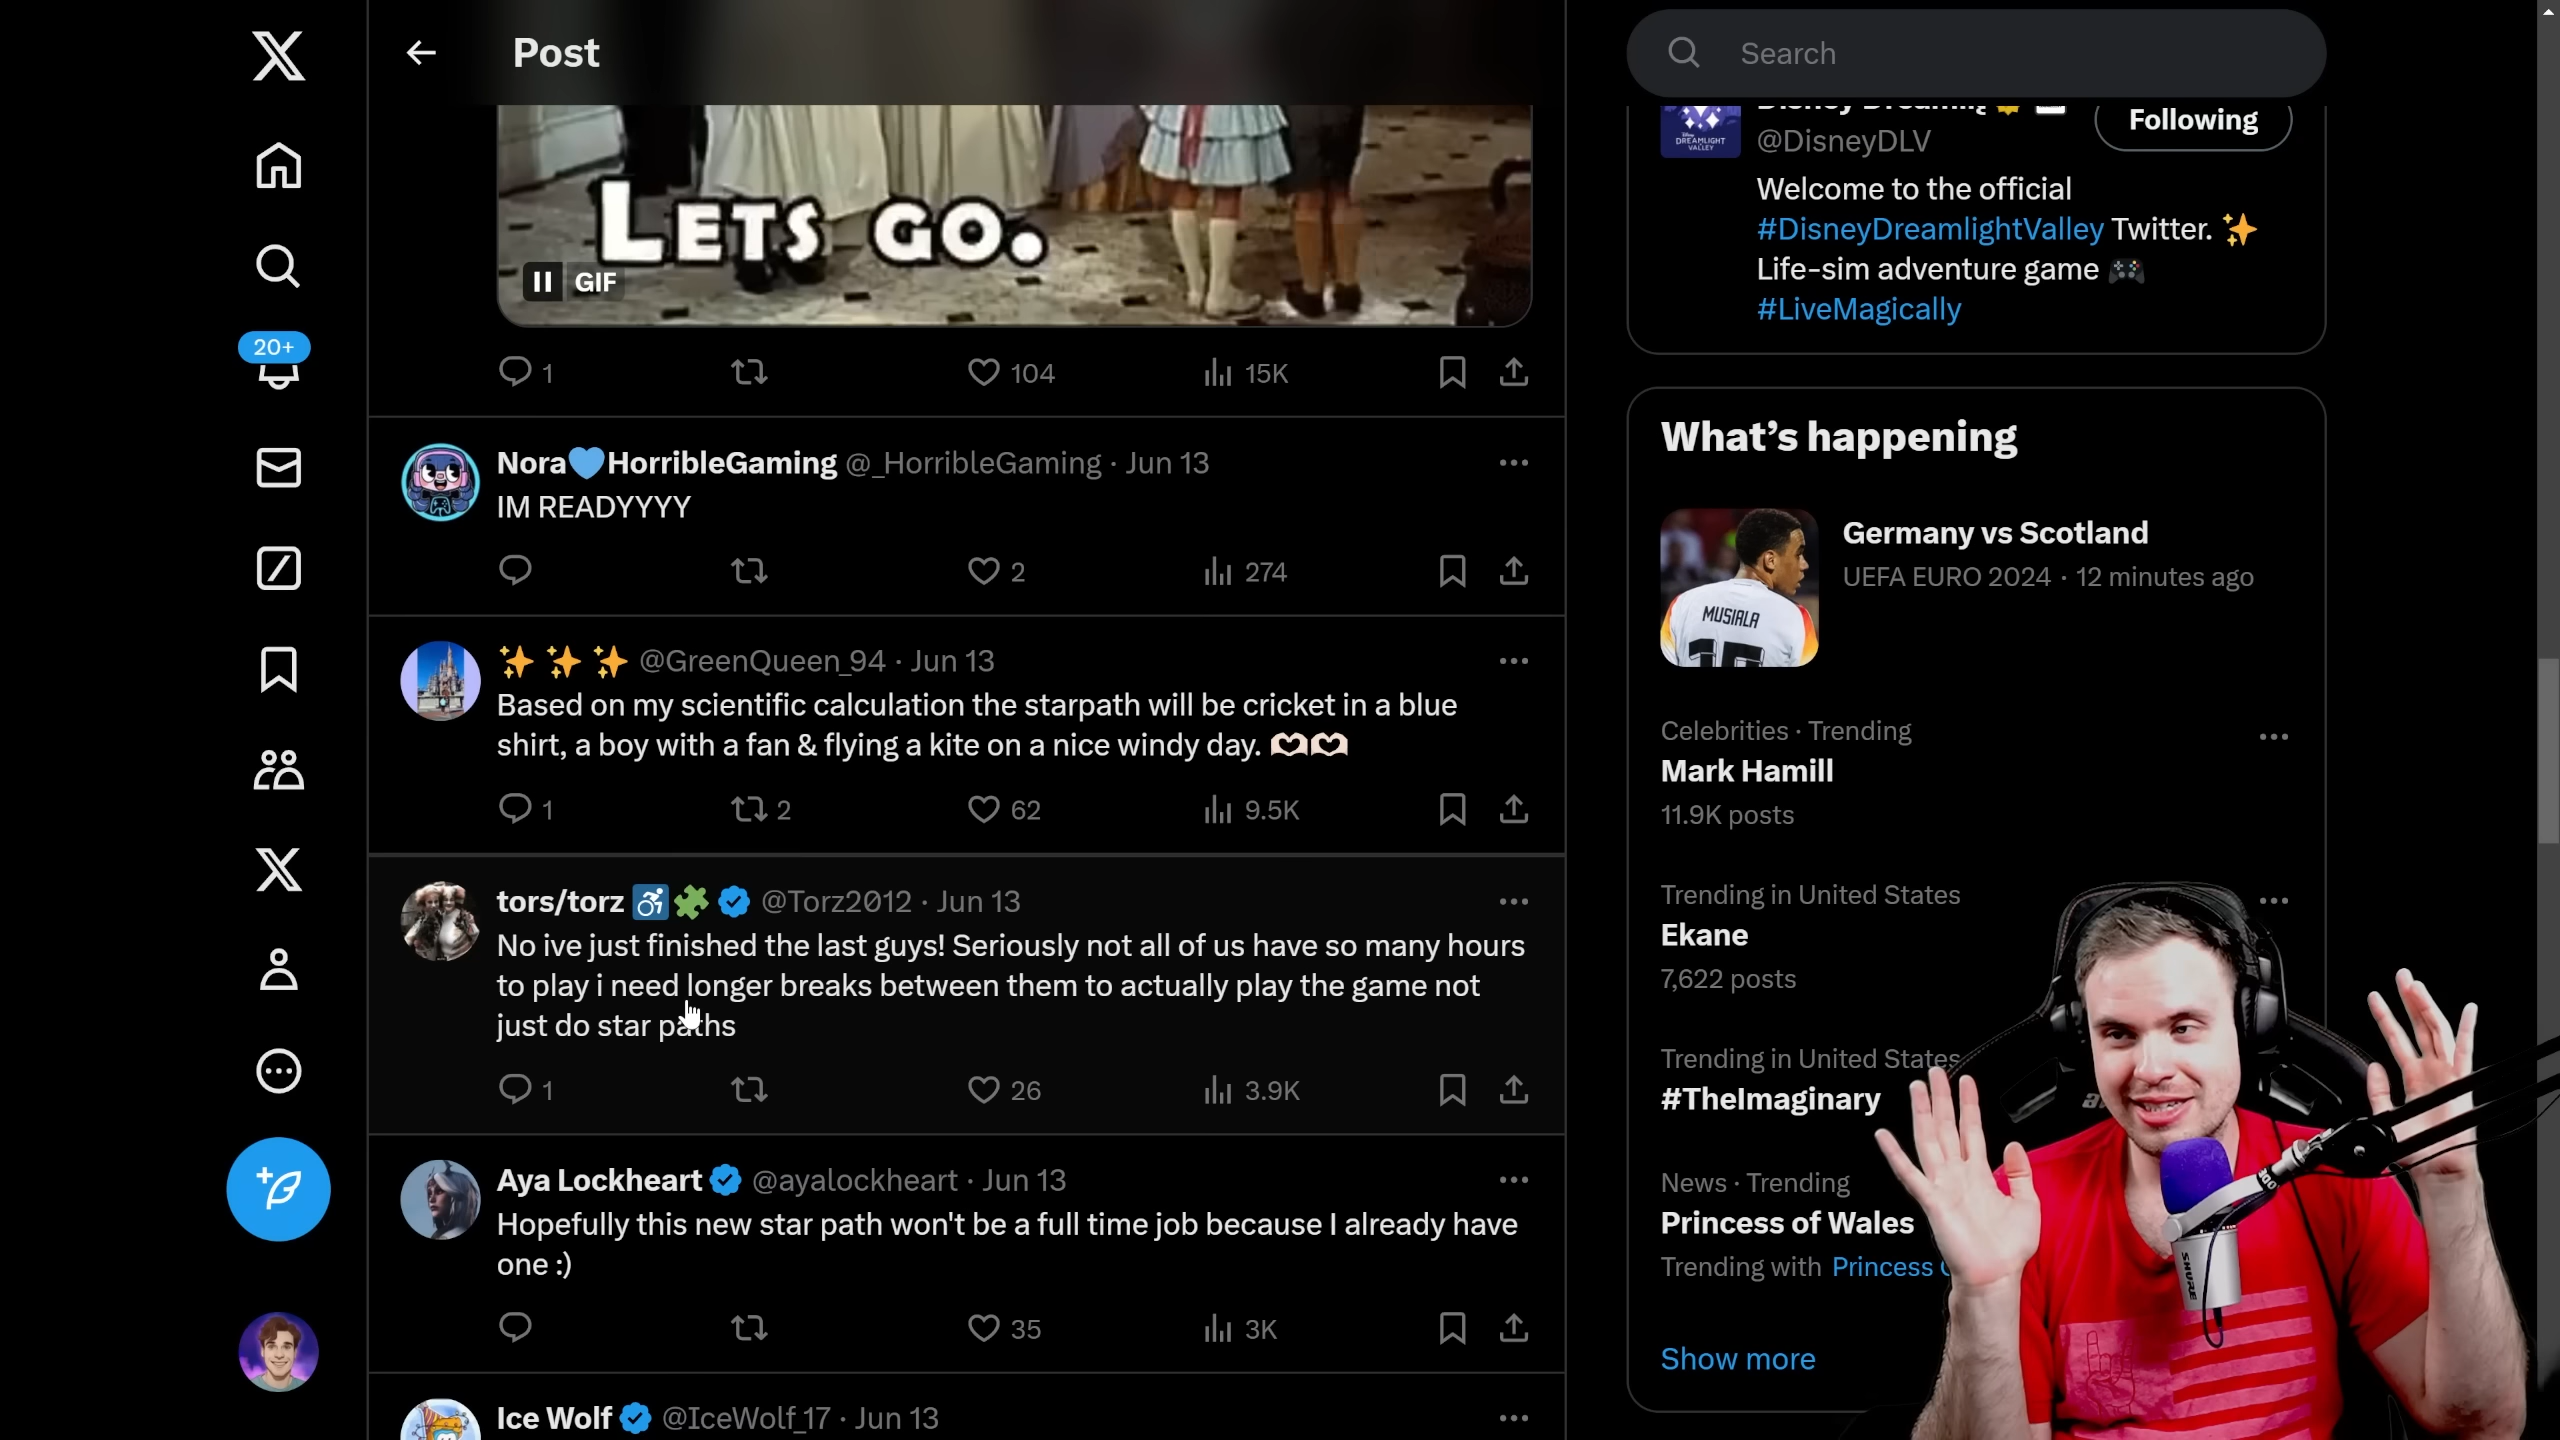 Post
Search
LETS GO.
GIF
1
104
15K
Nora💙HorribleGaming @_HorribleGaming · Jun 13
IM READYYYY
2
274
✨ ✨ ✨ @GreenQueen_94 · Jun 13
Based on my scientific calculation the starpath will be cricket in a blue
shirt, a boy with a fan & flying a kite on a nice windy day. 🫶🏻🫶🏻
1
2
62
9.5K
tors/torz ♿🧩 @Torz2012 · Jun 13
No ive just finished the last guys! Seriously not all of us have so many hours
to play i need longer breaks between them to actually play the game not
just do star paths
1
26
3.9K
Aya Lockheart @ayalockheart · Jun 13
Hopefully this new star path won't be a full time job because I already have
one :)
35
3K
Ice Wolf @IceWolf_17 · Jun 13
20+
Disney
DREAMLIGHT
VALLEY
@DisneyDLV
Following
Welcome to the official
#DisneyDreamlightValley Twitter. ✨
Life-sim adventure game 🎮
#LiveMagically
What's happening
MUSIALA
Germany vs Scotland
UEFA EURO 2024 · 12 minutes ago
Celebrities · Trending
Mark Hamill
11.9K posts
Trending in United States
Ekane
7,622 posts
Trending in United States
#TheImaginary
News · Trending
Princess of Wales
Trending with Princess
Show more
SHURE